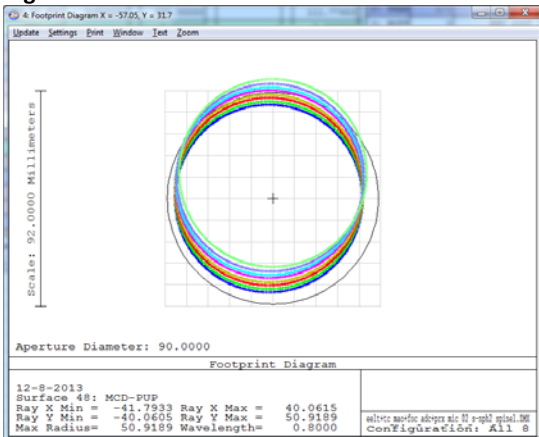 4: Footprint Diagram X = -57.05, Y = 31.7
Update Settings Print Window Text Zoom
Scale: 92.0000 Millimeters
Aperture Diameter: 90.0000
Footprint Diagram
12-8-2013
Surface 48: MCD-PUP
Ray X Min = -41.7933 Ray X Max = 40.0615
Ray Y Min = -40.0605 Ray Y Max = 50.9189
Max Radius= 50.9189 Wavelength= 0.8000
Configuration: All 8